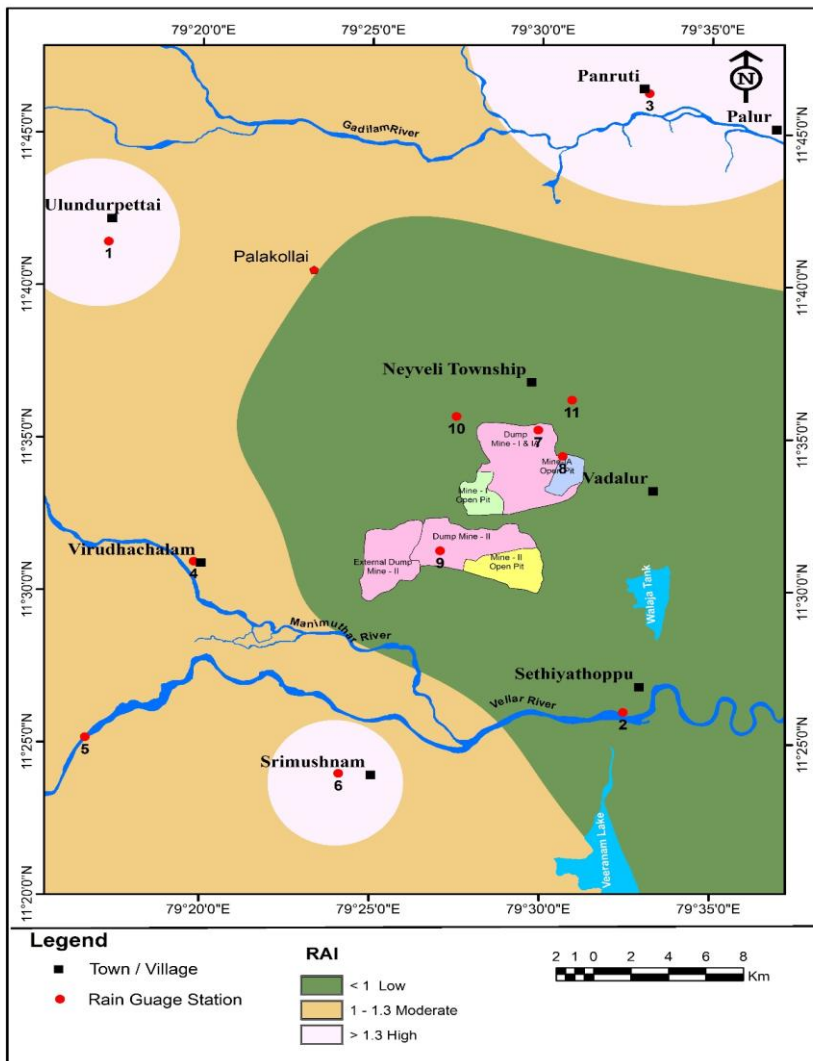 79°20'0"E 79°25'0"E 79°30'0"E 79°35'0"E
N
Panruti
3
Palur
11°45'0"N
11°45'0"N
Gadilam River
Ulundurpettai
1
Palakollai
11°40'0"N
11°40'0"N
Neyveli Township
11
10
7
Dump
Mine - I & I
11°35'0"N
11°35'0"N
8
Open Pit
Vadalur
Mine - I
Open Pit
Dump Mine - II
External Dump
Mine - II
9
Mine - II
Open Pit
Virudhachalam
4
11°30'0"N
11°30'0"N
Walaja Tank
Manimuthar River
Sethiyathoppu
Vellar River
2
5
11°25'0"N
11°25'0"N
Srimushnam
6
Veeranam Lake
11°20'0"N
11°20'0"N
79°20'0"E 79°25'0"E 79°30'0"E 79°35'0"E
Legend
Town / Village
Rain Guage Station
RAI
< 1 Low
1 - 1.3 Moderate
> 1.3 High
2 1 0 2 4 6 8
Km